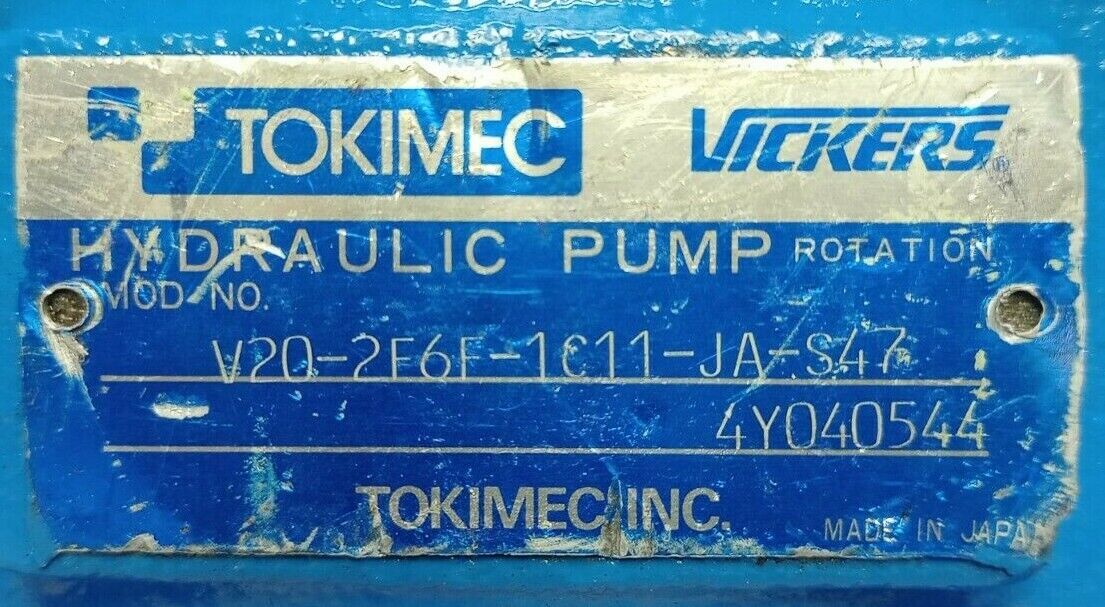 TOKIMEC VICKERS
HYDRAULIC PUMP ROTATION
MOD NO.
V20-2F6F-1C11-JA-S47
4Y040544
TOKIMEC INC.
MADE IN JAPAN